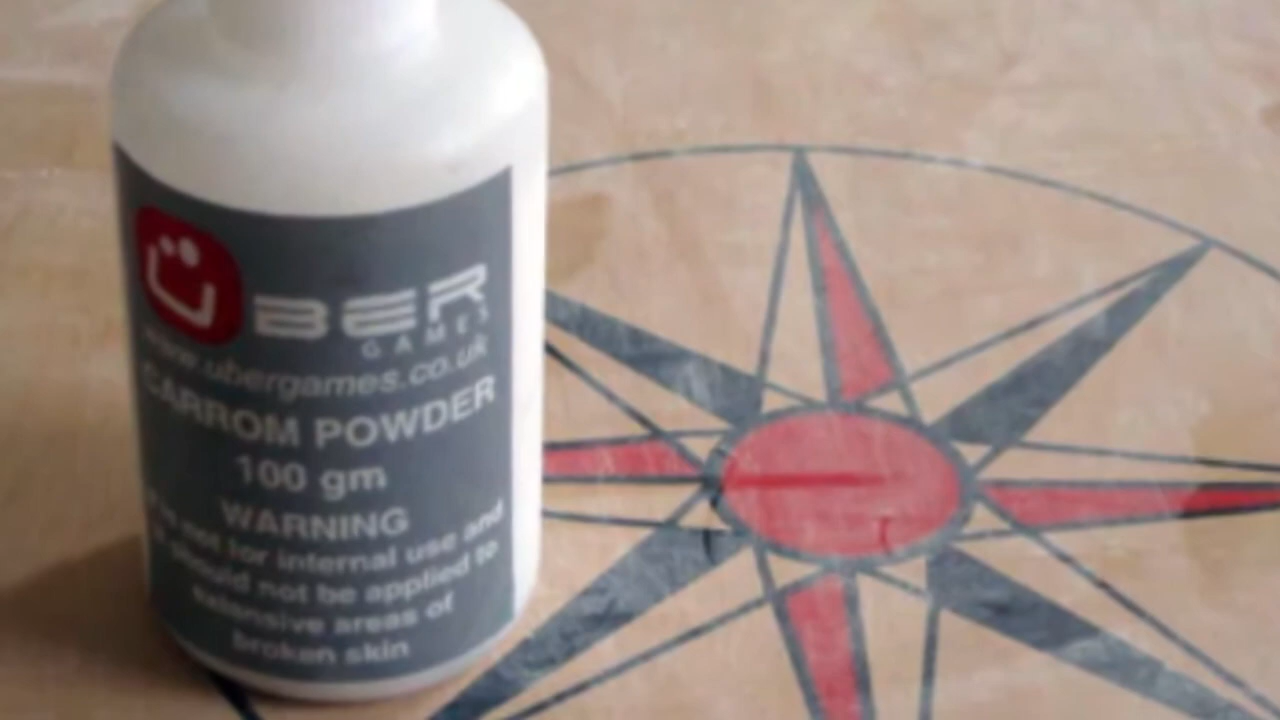 ÜBER
GAMES
www.ubergames.co.uk
CARROM POWDER
100 gm
WARNING
not for internal use and
should not be applied to
extensive areas of
broken skin